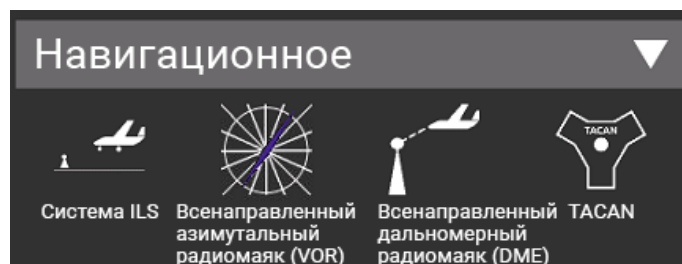 Навигационное
TACAN
Система ILS
Всенаправленный
азимутальный
радиомаяк (VOR)
Всенаправленный
дальномерный
радиомаяк (DME)
TACAN